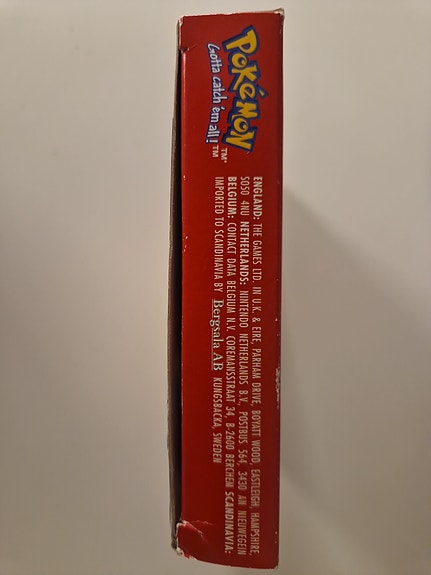 POKéMON
Gotta catch 'em all!™
™
ENGLAND: THE GAMES LTD. IN U.K. & EIRE, PARHAM DRIVE, BOYATT WOOD, EASTLEIGH, HAMPSHIRE,
SO50 4NU NETHERLANDS: NINTENDO NETHERLANDS B.V., POSTBUS 564, 3430 AN NIEUWEGEIN
BELGIUM: CONTACT DATA BELGIUM N.V. COREMANSSTRAAT 34, B-2600 BERCHEM SCANDINAVIA:
IMPORTED TO SCANDINAVIA BY Bergsala AB KUNGSBACKA, SWEDEN